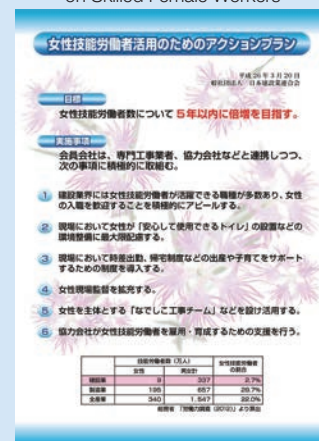 on Skilled Female Workers
女性技能労働者活用のためのアクションプラン
平成26年3月20日
一般社団法人 日本建設業連合会
目標
女性技能労働者数について5年以内に倍増を目指す。
実施事項
会員会社は、専門工事業者、協力会社などと連携しつつ、
次の事項に積極的に取組む。
1 建設業界には女性技能労働者が活躍できる職種が多数あり、女性
の入職を歓迎することを積極的にアピールする。
2 現場において女性が「安心して使用できるトイレ」の設置などの
環境整備に最大限配慮する。
3 現場において時差出勤、帰宅制度などの出産や子育てをサポート
するための制度を導入する。
4 女性現場監督を拡充する。
5 女性を主体とする「なでしこ工事チーム」などを設け活用する。
6 協力会社が女性技能労働者を雇用・育成するための支援を行う。
技能労働者数(万人) 女性技能労働者
女性 男女計 の割合
建設業 9 337 2.7%
製造業 195 657 29.7%
全産業 340 1,547 22.0%
総務省 「労働力調査(2012)」より算出